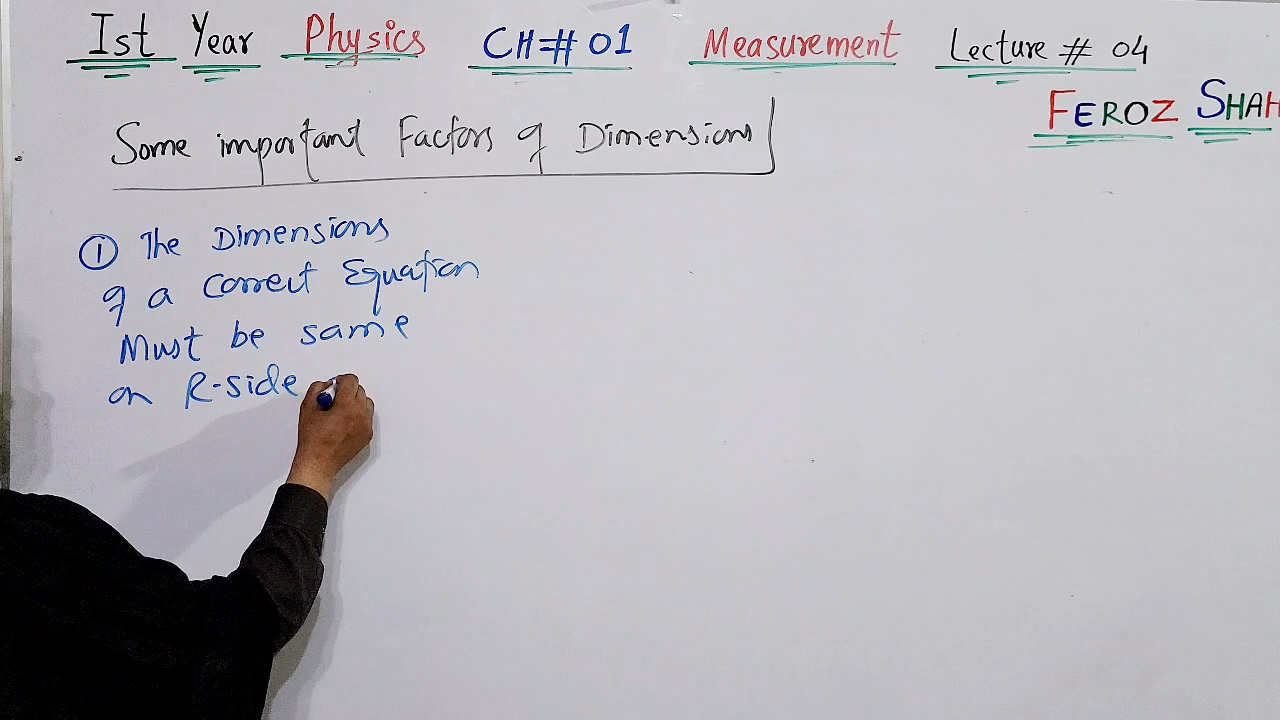 Ist Year Physics CH# 01 Measurement Lecture # 04
FEROZ SHAH
Some important Factors of Dimensions
① The Dimensions
of a Correct Equation
Must be same
on R-side